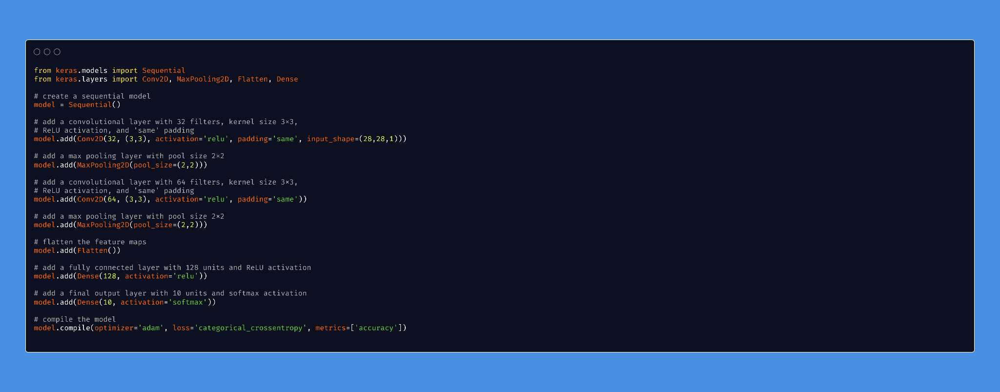 from keras.models import Sequential
from keras.layers import Conv2D, MaxPooling2D, Flatten, Dense

# create a sequential model
model = Sequential()

# add a convolutional layer with 32 filters, kernel size 3×3,
# ReLU activation, and 'same' padding
model.add(Conv2D(32, (3,3), activation='relu', padding='same', input_shape=(28,28,1)))

# add a max pooling layer with pool size 2×2
model.add(MaxPooling2D(pool_size=(2,2)))

# add a convolutional layer with 64 filters, kernel size 3×3,
# ReLU activation, and 'same' padding
model.add(Conv2D(64, (3,3), activation='relu', padding='same'))

# add a max pooling layer with pool size 2×2
model.add(MaxPooling2D(pool_size=(2,2)))

# flatten the feature maps
model.add(Flatten())

# add a fully connected layer with 128 units and ReLU activation
model.add(Dense(128, activation='relu'))

# add a final output layer with 10 units and softmax activation
model.add(Dense(10, activation='softmax'))

# compile the model
model.compile(optimizer='adam', loss='categorical_crossentropy', metrics=['accuracy'])